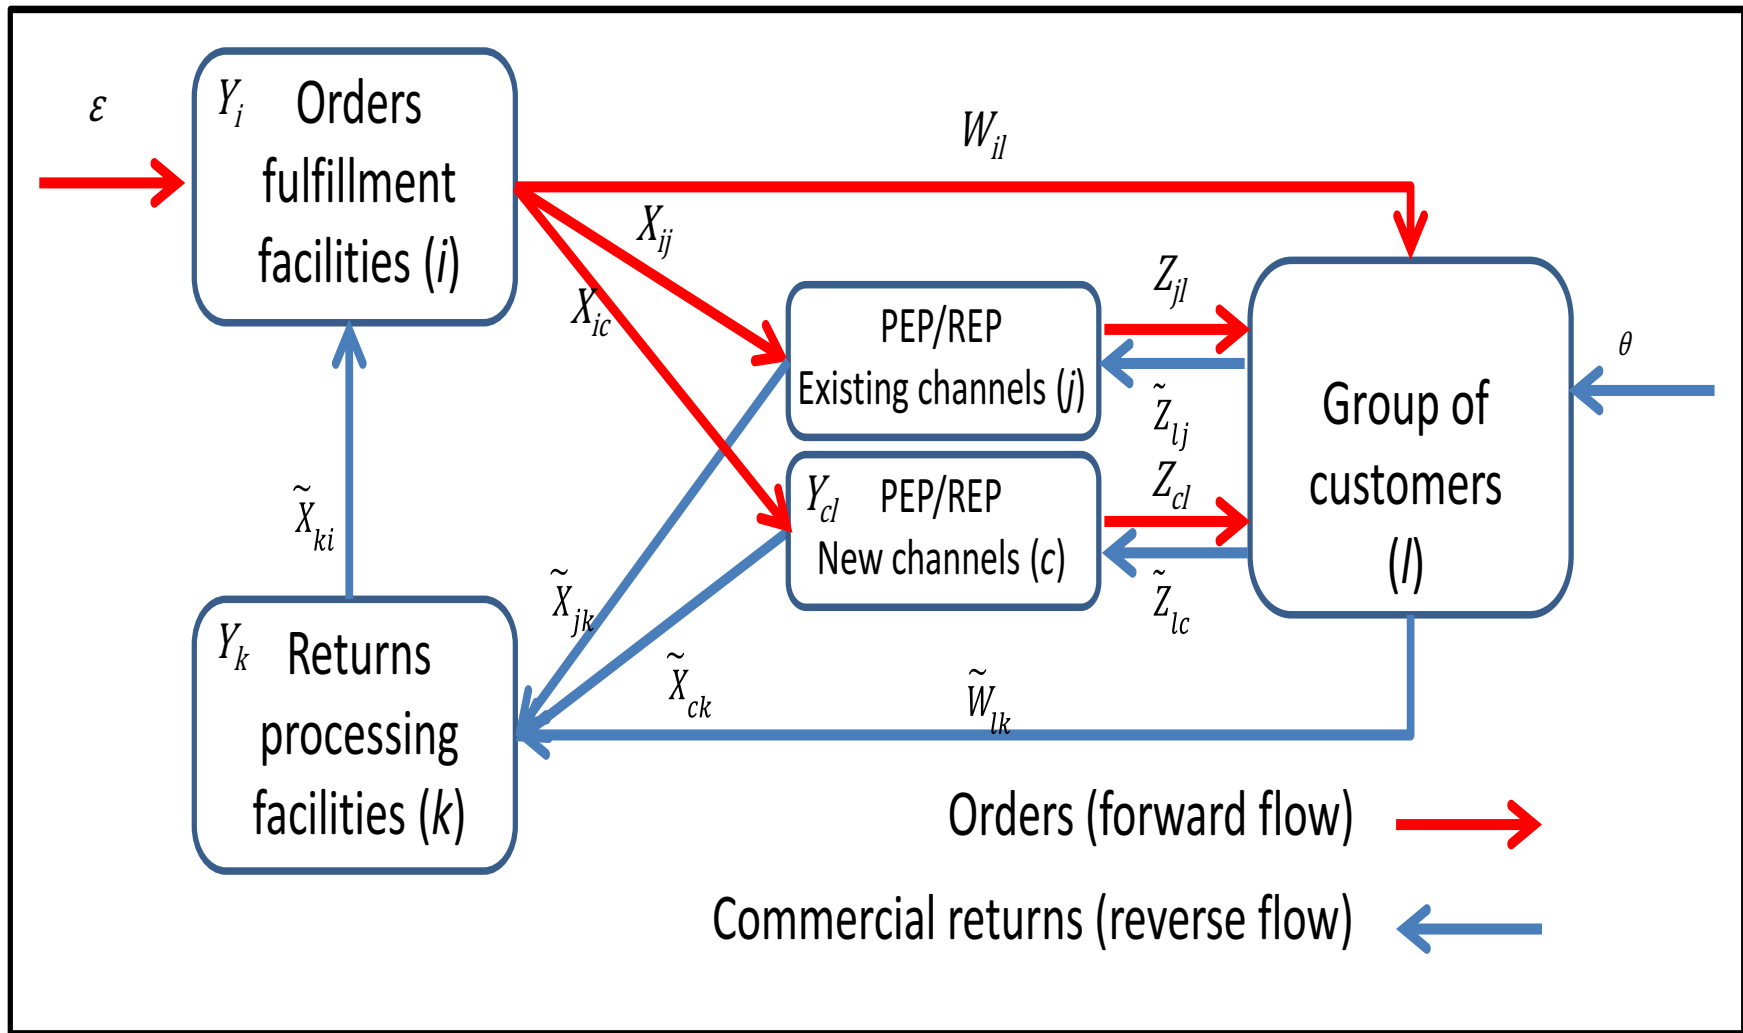 ε
Y_i Orders
fulfillment
facilities (i)
W_il
X_ij
X_ic
PEP/REP
Existing channels (j)
Z_jl
Z̃_lj
θ
Group of
customers
(l)
Y_cl PEP/REP
New channels (c)
Z_cl
Z̃_lc
X̃_ki
X̃_jk
X̃_ck
W̃_lk
Y_k Returns
processing
facilities (k)
Orders (forward flow)
Commercial returns (reverse flow)